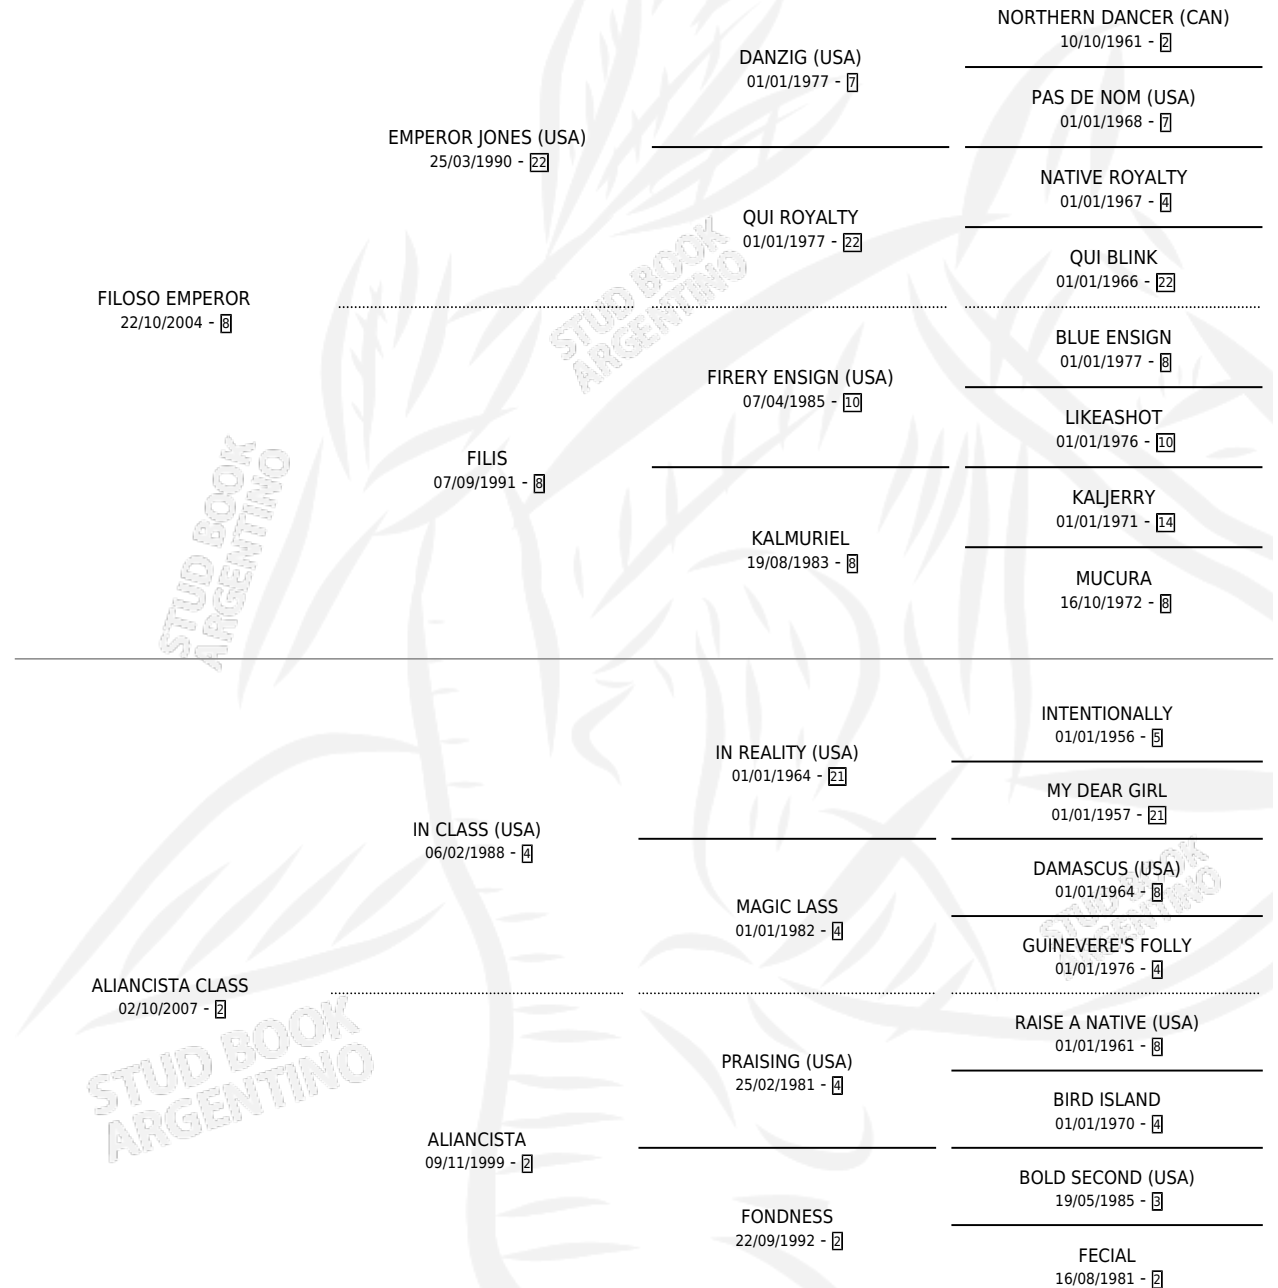 NORTHERN DANCER (CAN)
10/10/1961 - 2
DANZIG (USA)
01/01/1977 - 7
PAS DE NOM (USA)
01/01/1968 - 7
EMPEROR JONES (USA)
25/03/1990 - 22
NATIVE ROYALTY
01/01/1967 - 4
QUI ROYALTY
01/01/1977 - 22
QUI BLINK
01/01/1966 - 22
FILOSO EMPEROR
22/10/2004 - 8
STUD BOOK
ARGENTINO
BLUE ENSIGN
01/01/1977 - 8
FIRERY ENSIGN (USA)
07/04/1985 - 10
LIKEASHOT
01/01/1976 - 10
FILIS
07/09/1991 - 8
KALJERRY
01/01/1971 - 14
KALMURIEL
19/08/1983 - 8
MUCURA
16/10/1972 - 8
STUD BOOK
ARGENTINO
INTENTIONALLY
01/01/1956 - 5
IN REALITY (USA)
01/01/1964 - 21
MY DEAR GIRL
01/01/1957 - 21
IN CLASS (USA)
06/02/1988 - 4
DAMASCUS (USA)
01/01/1964 - 8
MAGIC LASS
01/01/1982 - 4
STUD BOOK
ARGENTINO
GUINEVERE'S FOLLY
01/01/1976 - 4
ALIANCISTA CLASS
02/10/2007 - 2
RAISE A NATIVE (USA)
01/01/1961 - 8
PRAISING (USA)
25/02/1981 - 4
STUD BOOK
ARGENTINO
BIRD ISLAND
01/01/1970 - 4
ALIANCISTA
09/11/1999 - 2
BOLD SECOND (USA)
19/05/1985 - 3
FONDNESS
22/09/1992 - 2
FECIAL
16/08/1981 - 2